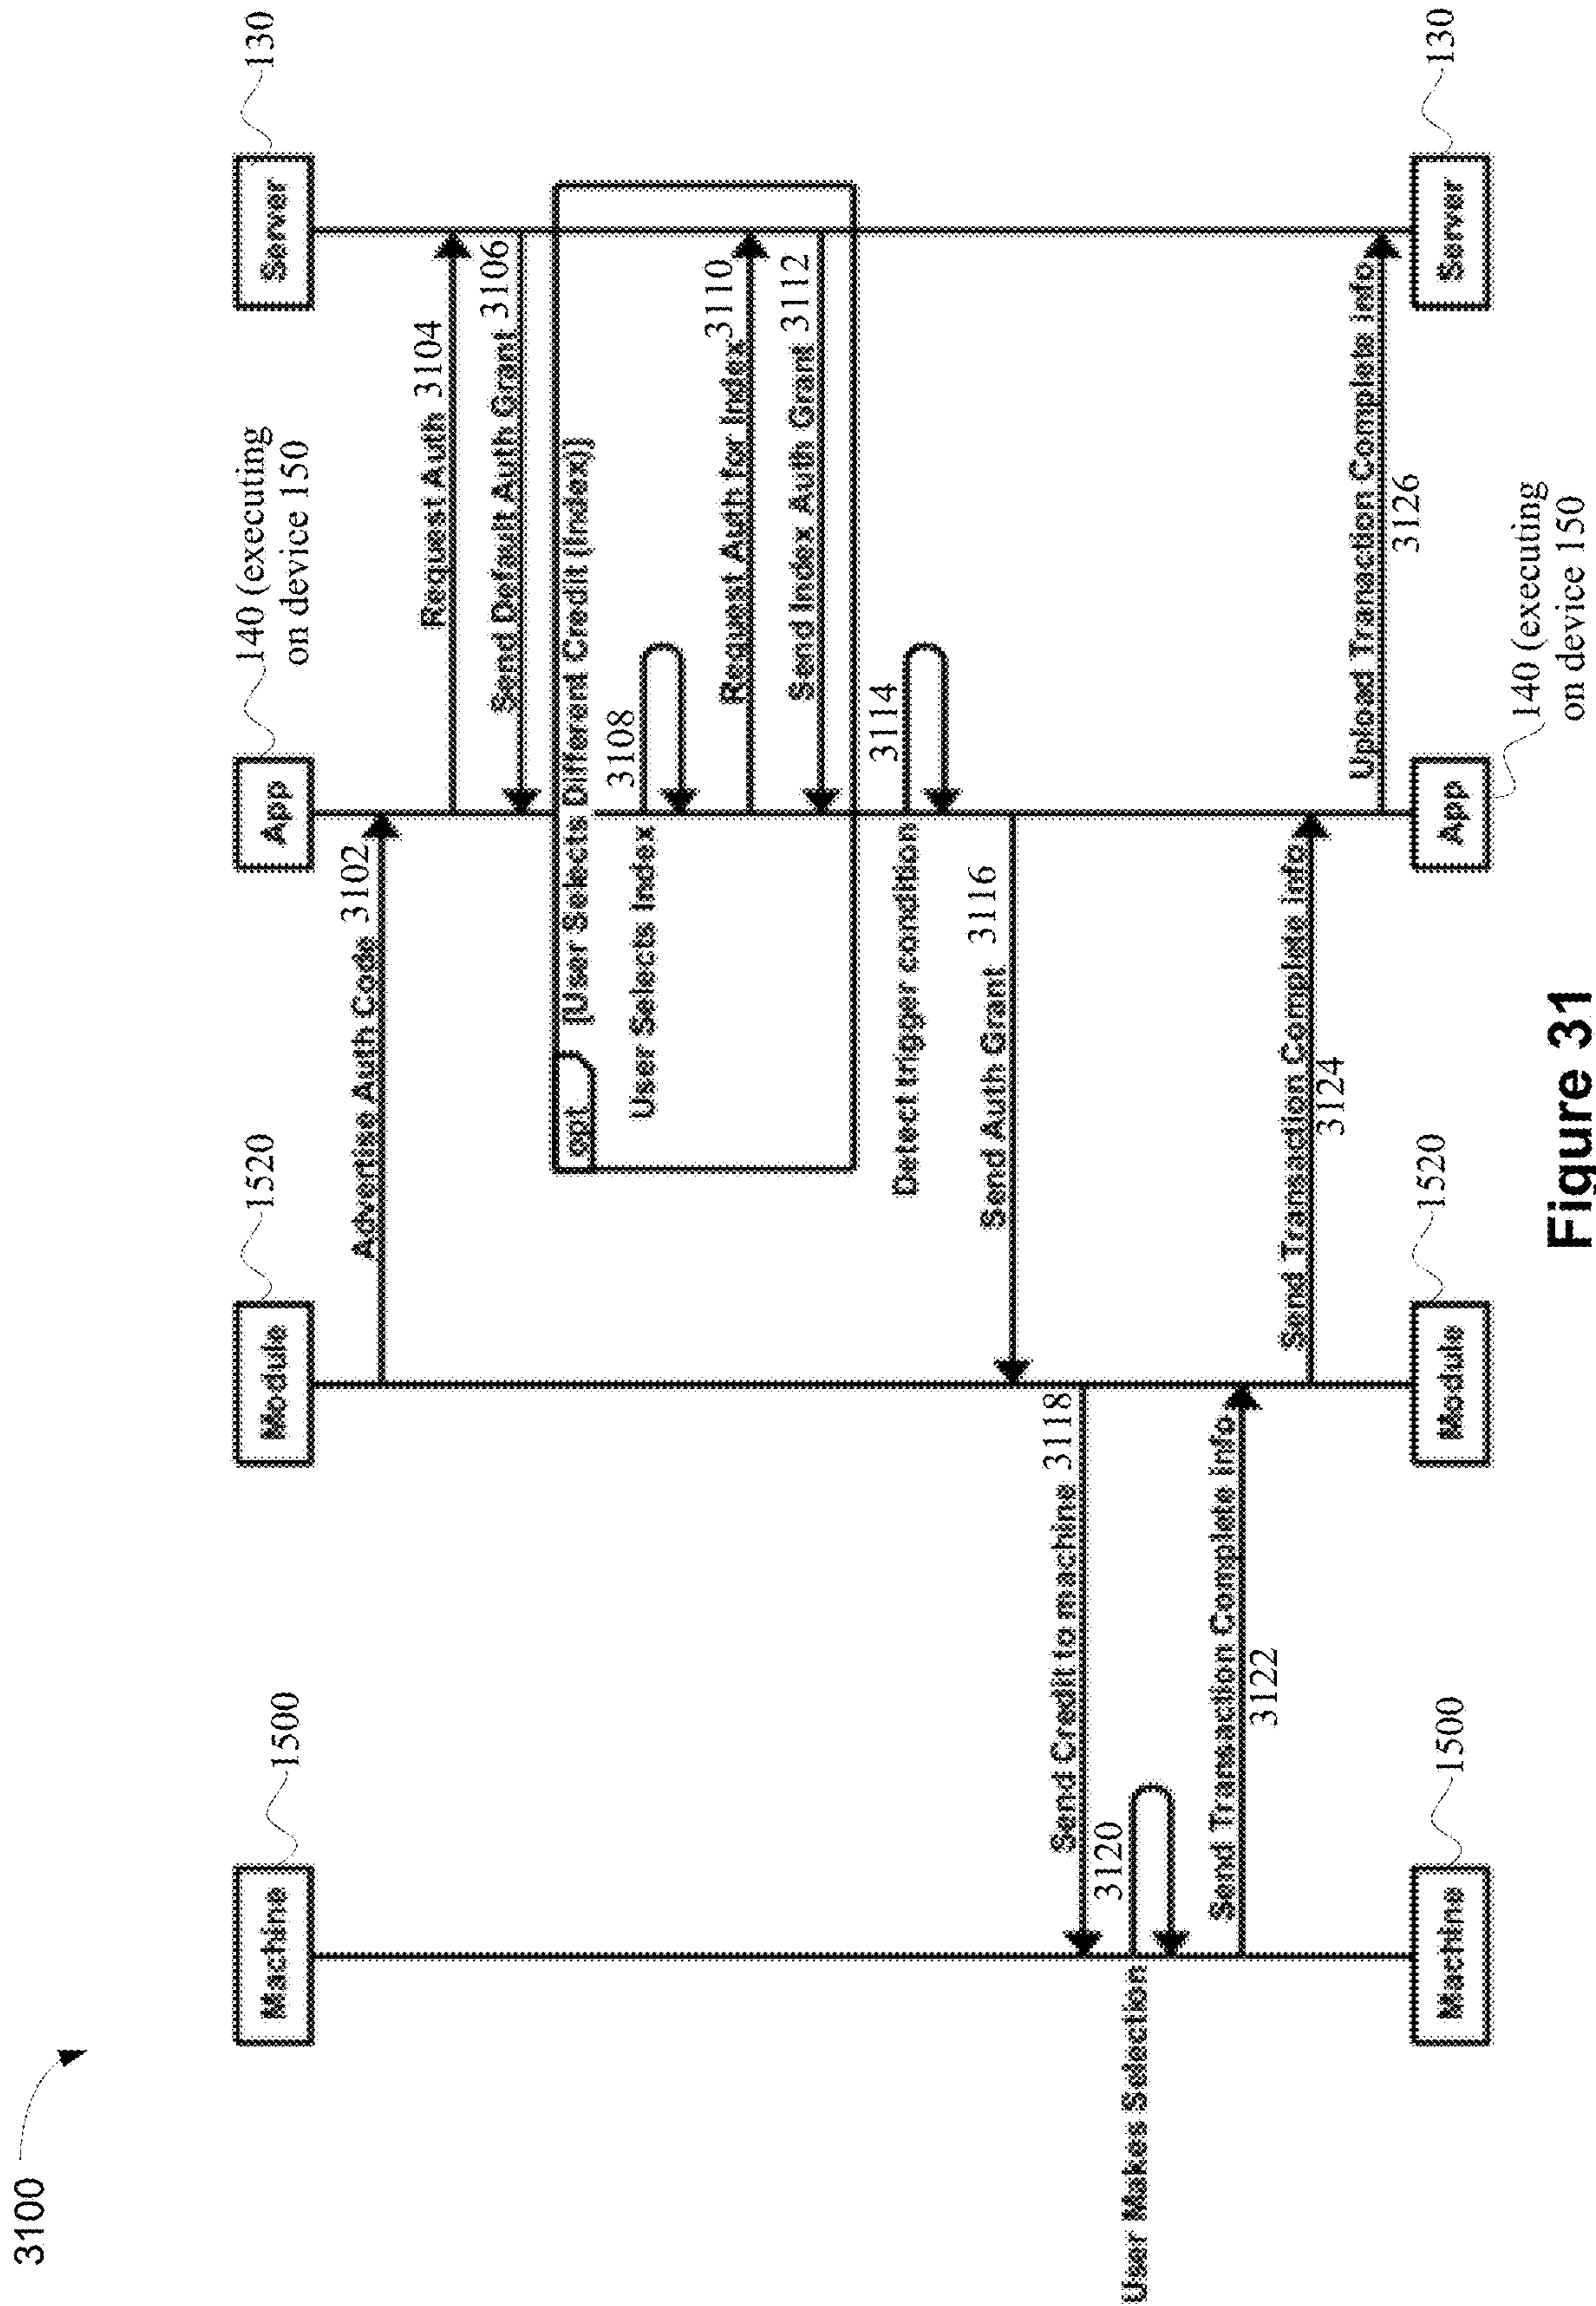 3100
Machine
1500
Module
1520
App
140 (executing
on device 150
Server
130
Advertise Auth Code 3102
Request Auth 3104
Send Default Auth Grant 3106
opt
[User Selects Different Credit (Index)]
User Selects Index
3108
Request Auth for Index 3110
Send Index Auth Grant 3112
Detect trigger condition
3114
Send Auth Grant 3116
Send Credit to machine 3118
User Makes Selection
3120
Send Transaction Complete info
3122
Send Transaction Complete info
3124
Upload Tranaction Complete info
3126
Machine
1500
Module
1520
App
140 (executing
on device 150
Server
130
Figure 31